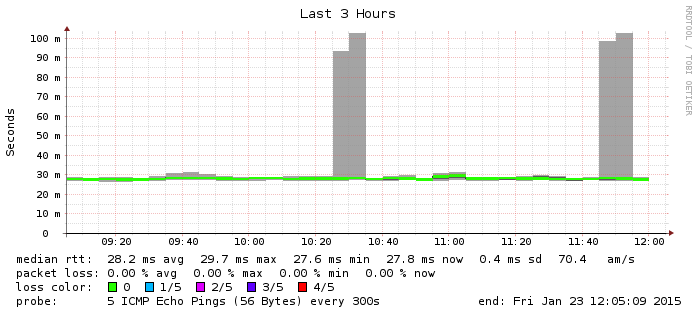 Last 3 Hours
RRDTOOL / TOBI OETIKER
Seconds
100 m
90 m
80 m
70 m
60 m
50 m
40 m
30 m
20 m
10 m
0
09:20 09:40 10:00 10:20 10:40 11:00 11:20 11:40 12:00
median rtt: 28.2 ms avg 29.7 ms max 27.6 ms min 27.8 ms now 0.4 ms sd 70.4 am/s
packet loss: 0.00 % avg 0.00 % max 0.00 % min 0.00 % now
loss color: 0 1/5 2/5 3/5 4/5
probe: 5 ICMP Echo Pings (56 Bytes) every 300s end: Fri Jan 23 12:05:09 2015